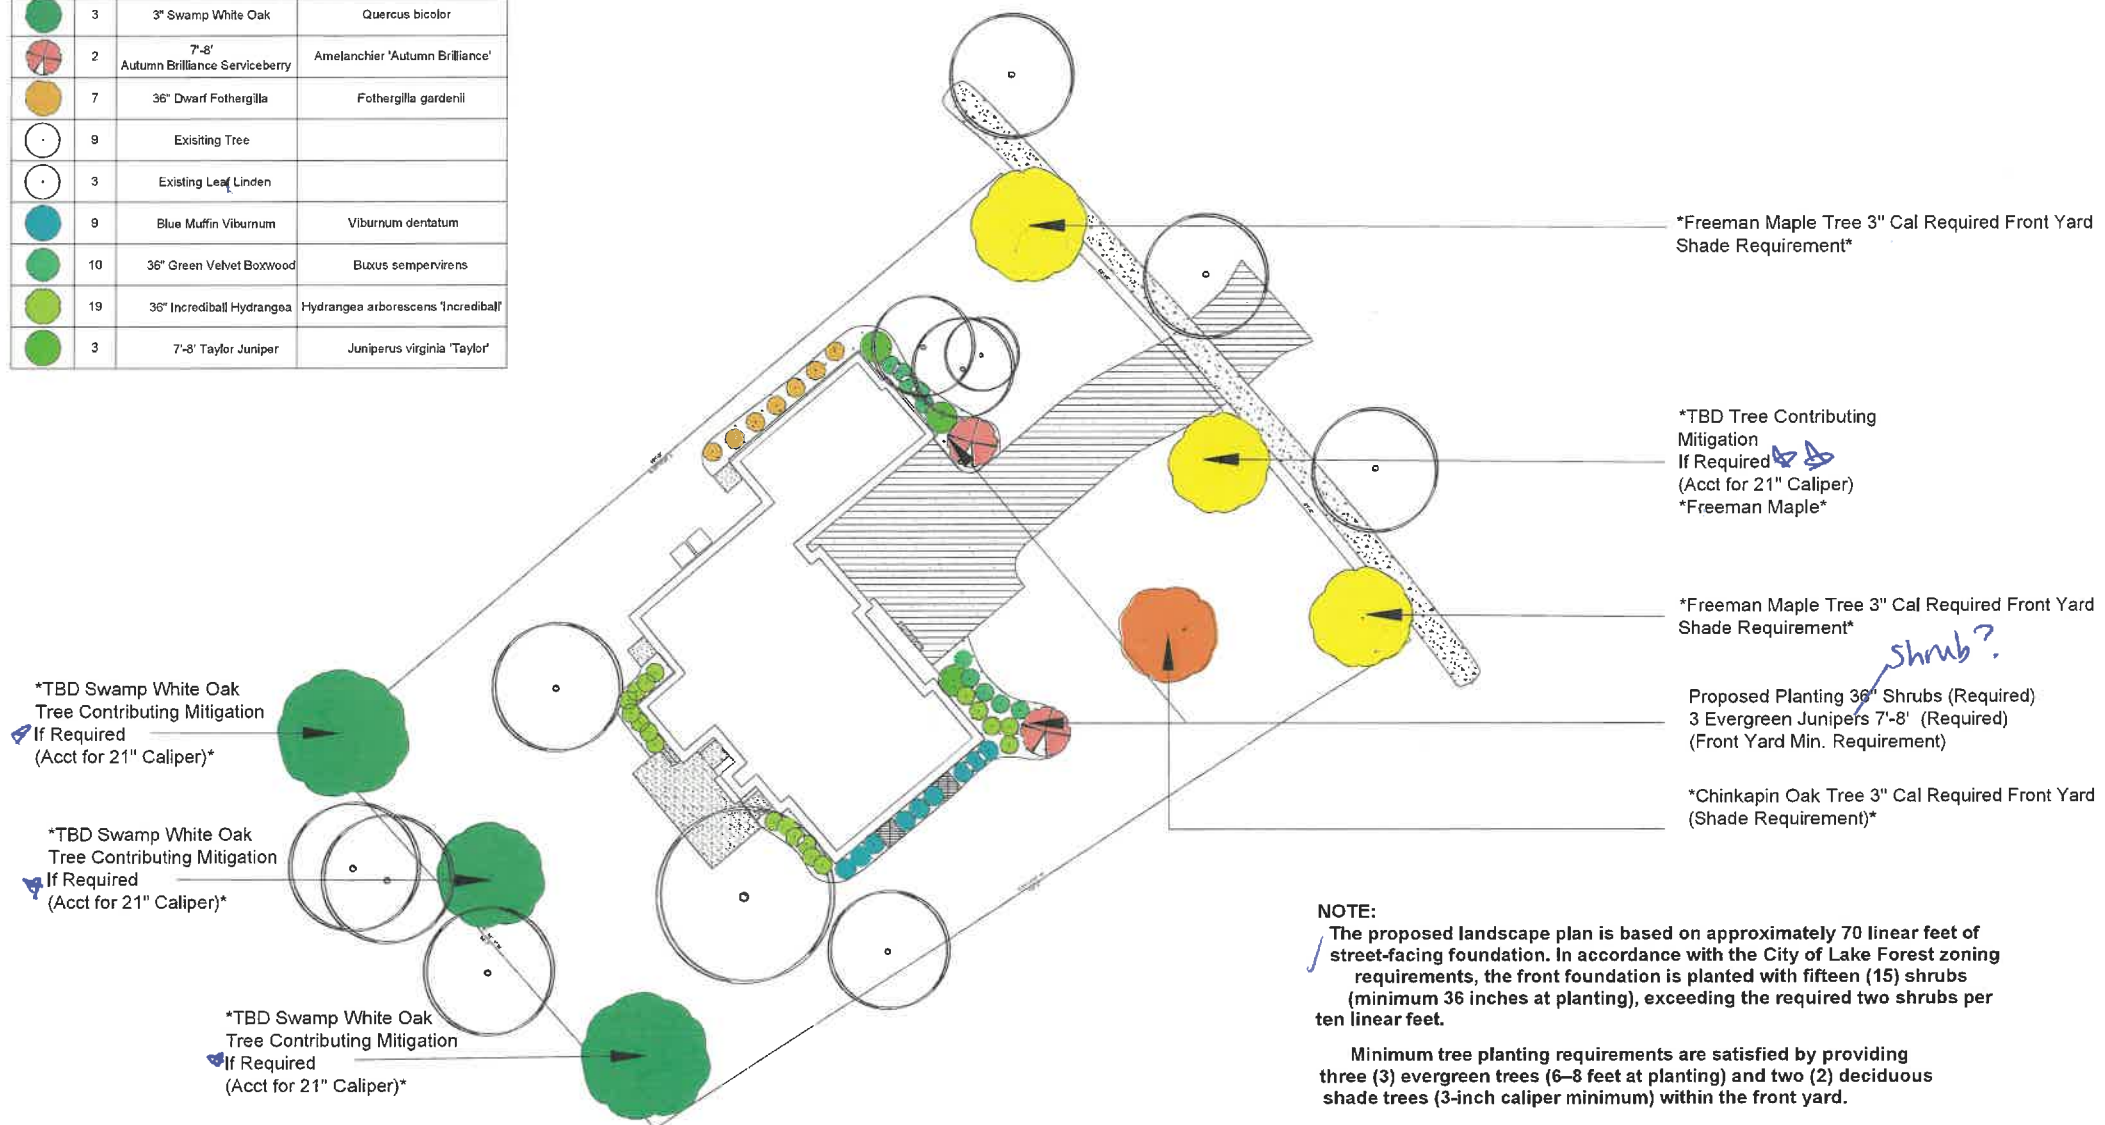 3 3" Swamp White Oak Quercus bicolor
2 7'-8' Autumn Brilliance Serviceberry Amelanchier 'Autumn Brilliance'
7 36" Dwarf Fothergilla Fothergilla gardenii
9 Exisiting Tree
3 Existing Leaf Linden
9 Blue Muffin Viburnum Viburnum dentatum
10 36" Green Velvet Boxwood Buxus sempervirens
19 36" Incrediball Hydrangea Hydrangea arborescens 'Incrediball'
3 7'-8' Taylor Juniper Juniperus virginia 'Taylor'
*Freeman Maple Tree 3" Cal Required Front Yard
Shade Requirement*
*TBD Tree Contributing
Mitigation
If Required
(Acct for 21" Caliper)
*Freeman Maple*
*Freeman Maple Tree 3" Cal Required Front Yard
Shade Requirement*
Shrub?
Proposed Planting 36" Shrubs (Required)
3 Evergreen Junipers 7'-8' (Required)
(Front Yard Min. Requirement)
*Chinkapin Oak Tree 3" Cal Required Front Yard
(Shade Requirement)*
*TBD Swamp White Oak
Tree Contributing Mitigation
If Required
(Acct for 21" Caliper)*
*TBD Swamp White Oak
Tree Contributing Mitigation
If Required
(Acct for 21" Caliper)*
*TBD Swamp White Oak
Tree Contributing Mitigation
If Required
(Acct for 21" Caliper)*
NOTE:
The proposed landscape plan is based on approximately 70 linear feet of
street-facing foundation. In accordance with the City of Lake Forest zoning
requirements, the front foundation is planted with fifteen (15) shrubs
(minimum 36 inches at planting), exceeding the required two shrubs per
ten linear feet.
Minimum tree planting requirements are satisfied by providing
three (3) evergreen trees (6–8 feet at planting) and two (2) deciduous
shade trees (3-inch caliper minimum) within the front yard.